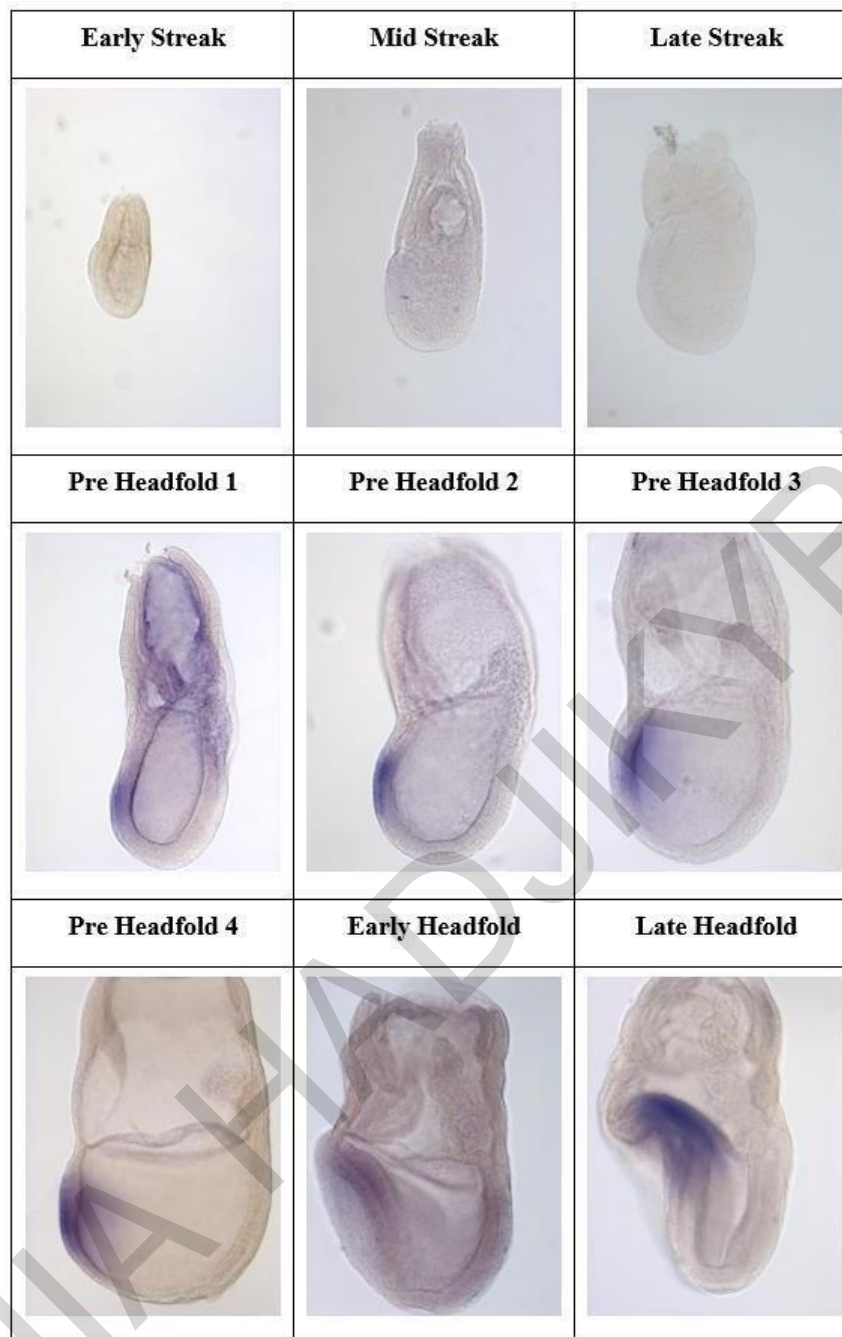 Early Streak
Mid Streak
Late Streak
Pre Headfold 1
Pre Headfold 2
Pre Headfold 3
Pre Headfold 4
Early Headfold
Late Headfold